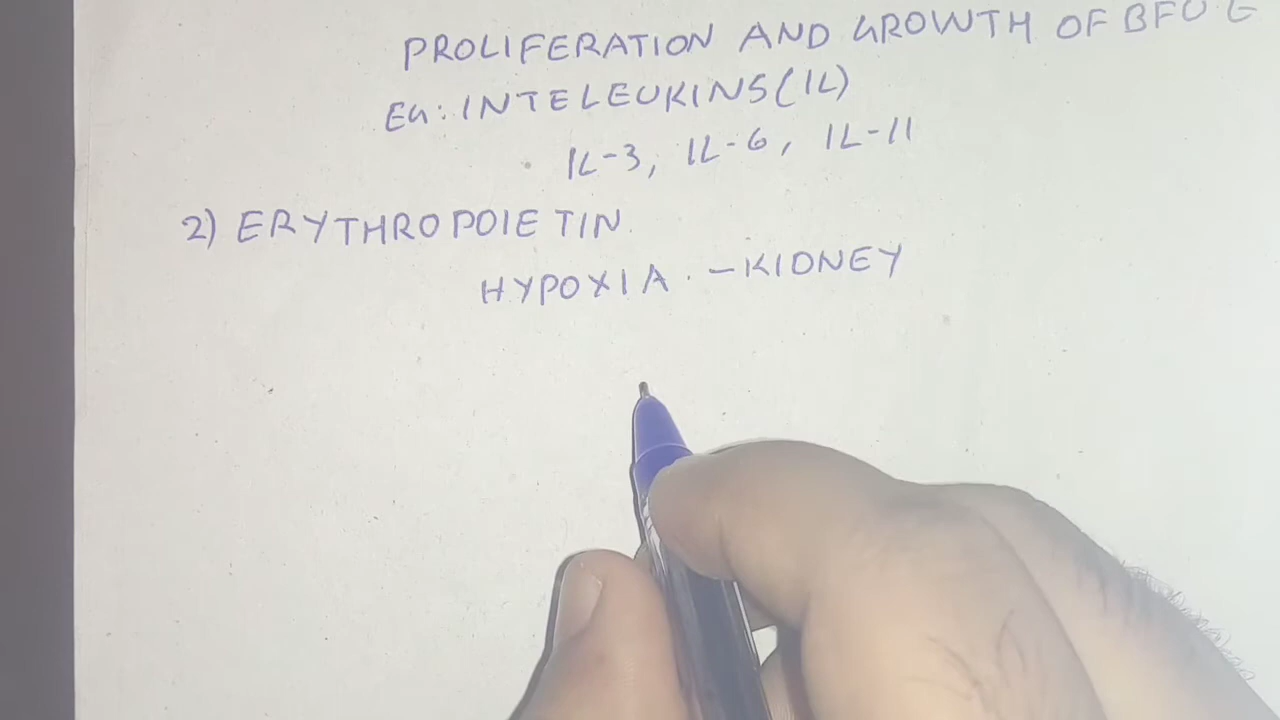 PROLIFERATION AND GROWTH OF BFU-E
EG: INTELEUKINS(IL)
IL-3, IL-6, IL-11
2) ERYTHROPOIETIN
HYPOXIA - KIDNEY